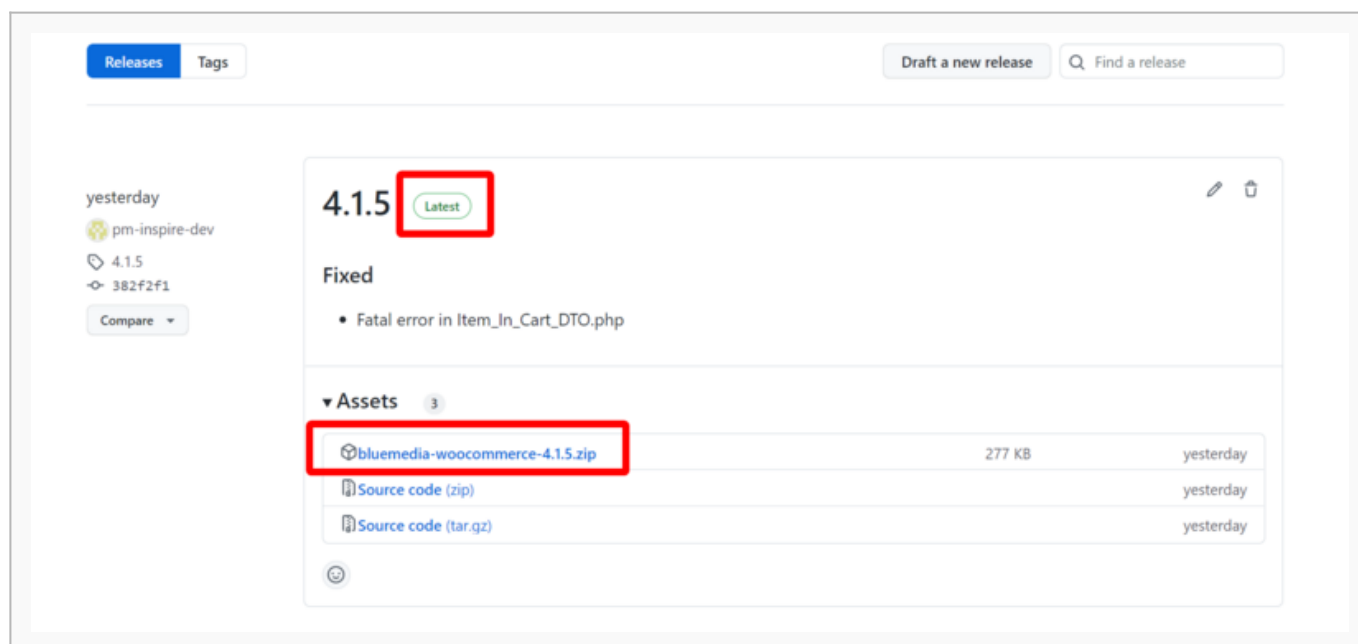 Releases Tags Draft a new release Find a release
yesterday
pm-inspire-dev
4.1.5
382f2f1
Compare
4.1.5 Latest
Fixed
• Fatal error in Item_In_Cart_DTO.php
Assets 3
bluemedia-woocommerce-4.1.5.zip 277 KB yesterday
Source code (zip) yesterday
Source code (tar.gz) yesterday